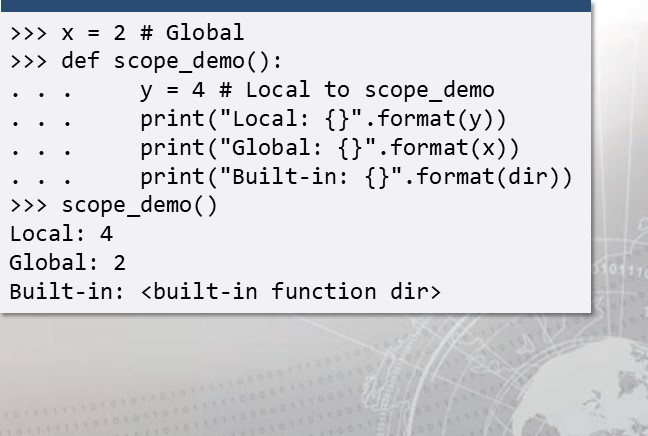 >>> x = 2 # Global
>>> def scope_demo():
. . .    y = 4 # Local to scope_demo
. . .    print("Local: {}".format(y))
. . .    print("Global: {}".format(x))
. . .    print("Built-in: {}".format(dir))
>>> scope_demo()
Local: 4
Global: 2
Built-in: <built-in function dir>